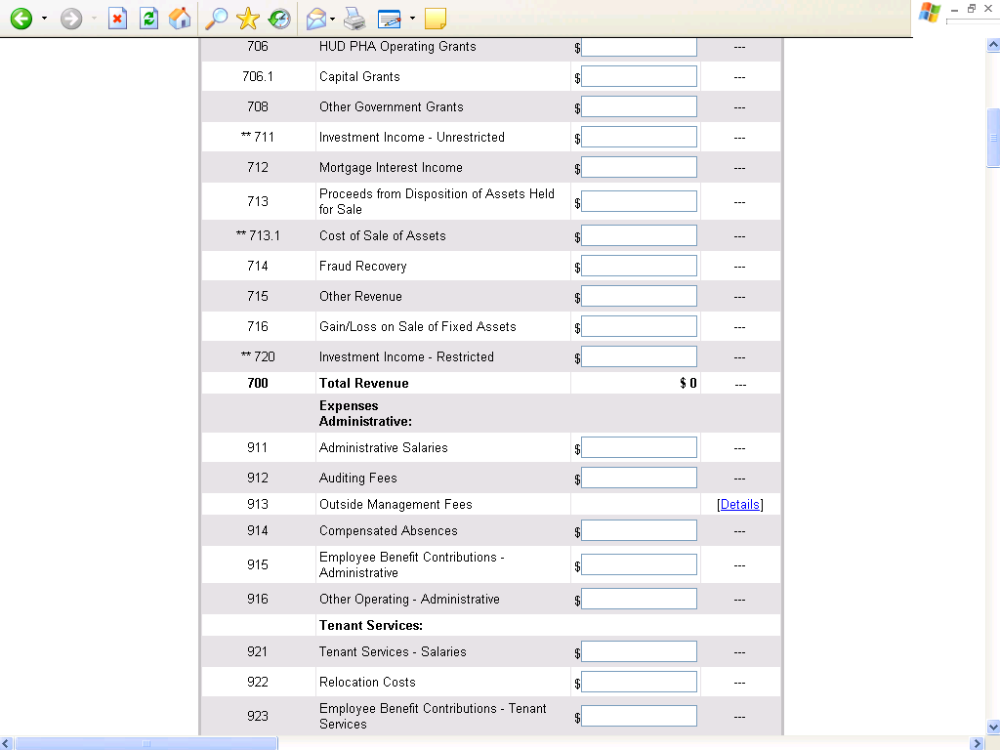 706 HUD PHA Operating Grants $ ---
706.1 Capital Grants $ ---
708 Other Government Grants $ ---
** 711 Investment Income - Unrestricted $ ---
712 Mortgage Interest Income $ ---
713 Proceeds from Disposition of Assets Held
for Sale $ ---
** 713.1 Cost of Sale of Assets $ ---
714 Fraud Recovery $ ---
715 Other Revenue $ ---
716 Gain/Loss on Sale of Fixed Assets $ ---
** 720 Investment Income - Restricted $ ---
700 Total Revenue $ 0 ---
Expenses
Administrative:
911 Administrative Salaries $ ---
912 Auditing Fees $ ---
913 Outside Management Fees [Details]
914 Compensated Absences $ ---
915 Employee Benefit Contributions -
Administrative $ ---
916 Other Operating - Administrative $ ---
Tenant Services:
921 Tenant Services - Salaries $ ---
922 Relocation Costs $ ---
923 Employee Benefit Contributions - Tenant
Services $ ---